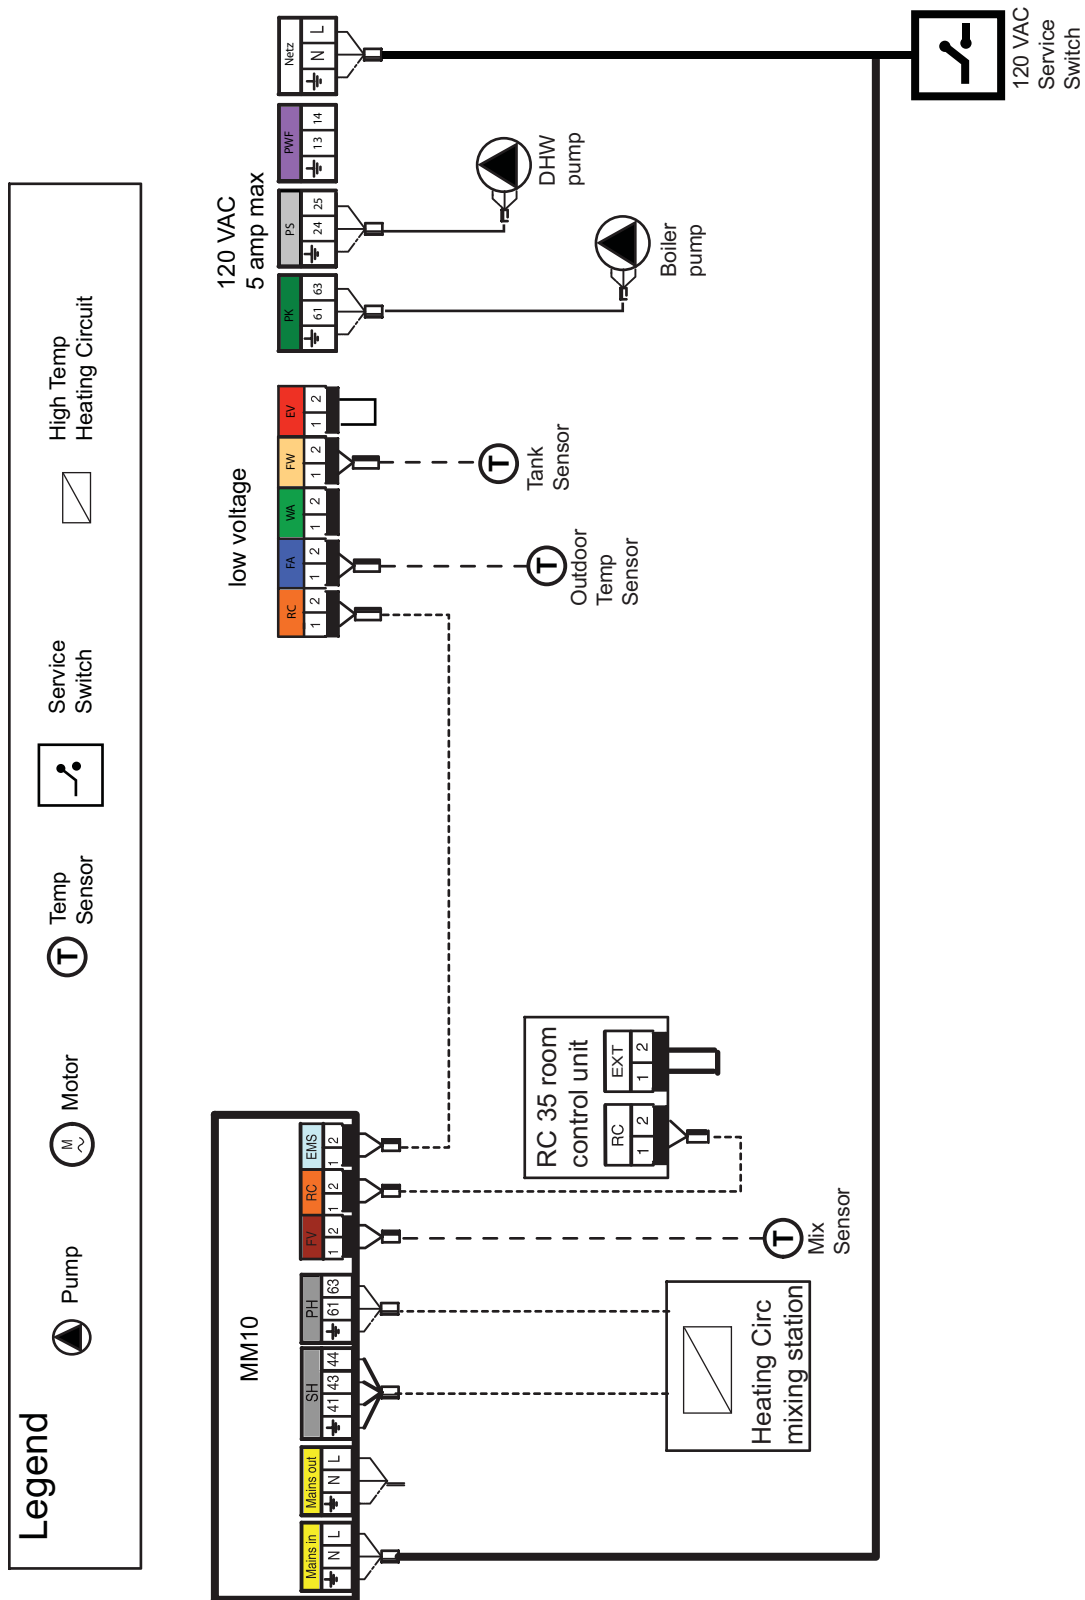 Legend
Pump
M
Motor
T
Temp
Sensor
Service
Switch
High Temp
Heating Circuit
MM10
Mains in
N L
Mains out
N L
SH
41 43 44
PH
61 63
FV
1 2
RC
1 2
EMS
1 2
low voltage
RC
1 2
FA
1 2
WA
1 2
FW
1 2
EV
1 2
120 VAC
5 amp max
PK
61 63
PS
24 25
PWF
13 14
Netz
N L
T
Outdoor
Temp
Sensor
T
Tank
Sensor
Boiler
pump
DHW
pump
RC 35 room
control unit
RC
1 2
EXT
1 2
Heating Circ
mixing station
T
Mix
Sensor
120 VAC
Service
Switch